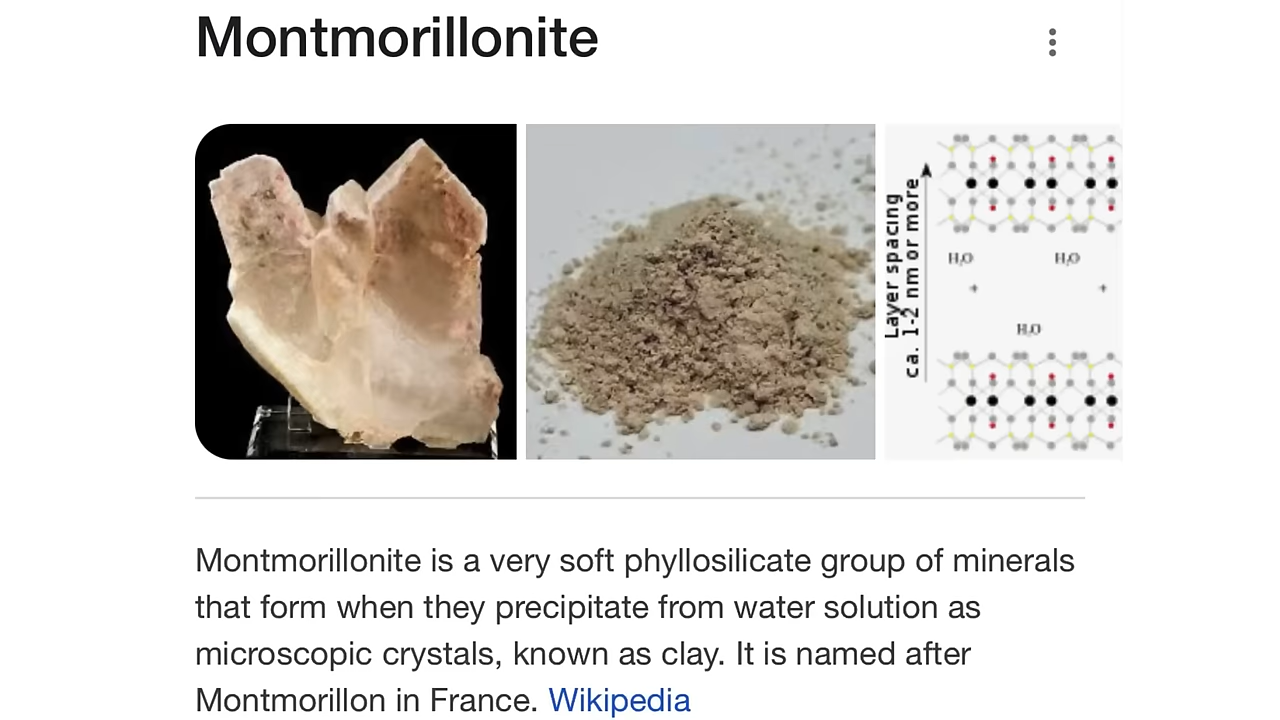 Montmorillonite
Layer spacing
ca. 1-2 nm or more
H₂O H₂O
+ +
H₂O
Montmorillonite is a very soft phyllosilicate group of minerals
that form when they precipitate from water solution as
microscopic crystals, known as clay. It is named after
Montmorillon in France. Wikipedia